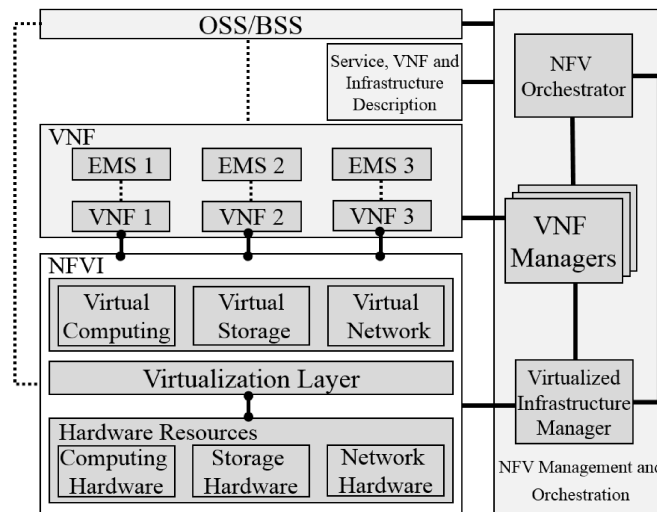 OSS/BSS
Service, VNF and
Infrastructure
Description
NFV
Orchestrator
VNF
EMS 1
EMS 2
EMS 3
VNF 1
VNF 2
VNF 3
VNF
Managers
NFVI
Virtual
Computing
Virtual
Storage
Virtual
Network
Virtualization Layer
Virtualized
Infrastructure
Manager
Hardware Resources
Computing
Hardware
Storage
Hardware
Network
Hardware
NFV Management and
Orchestration